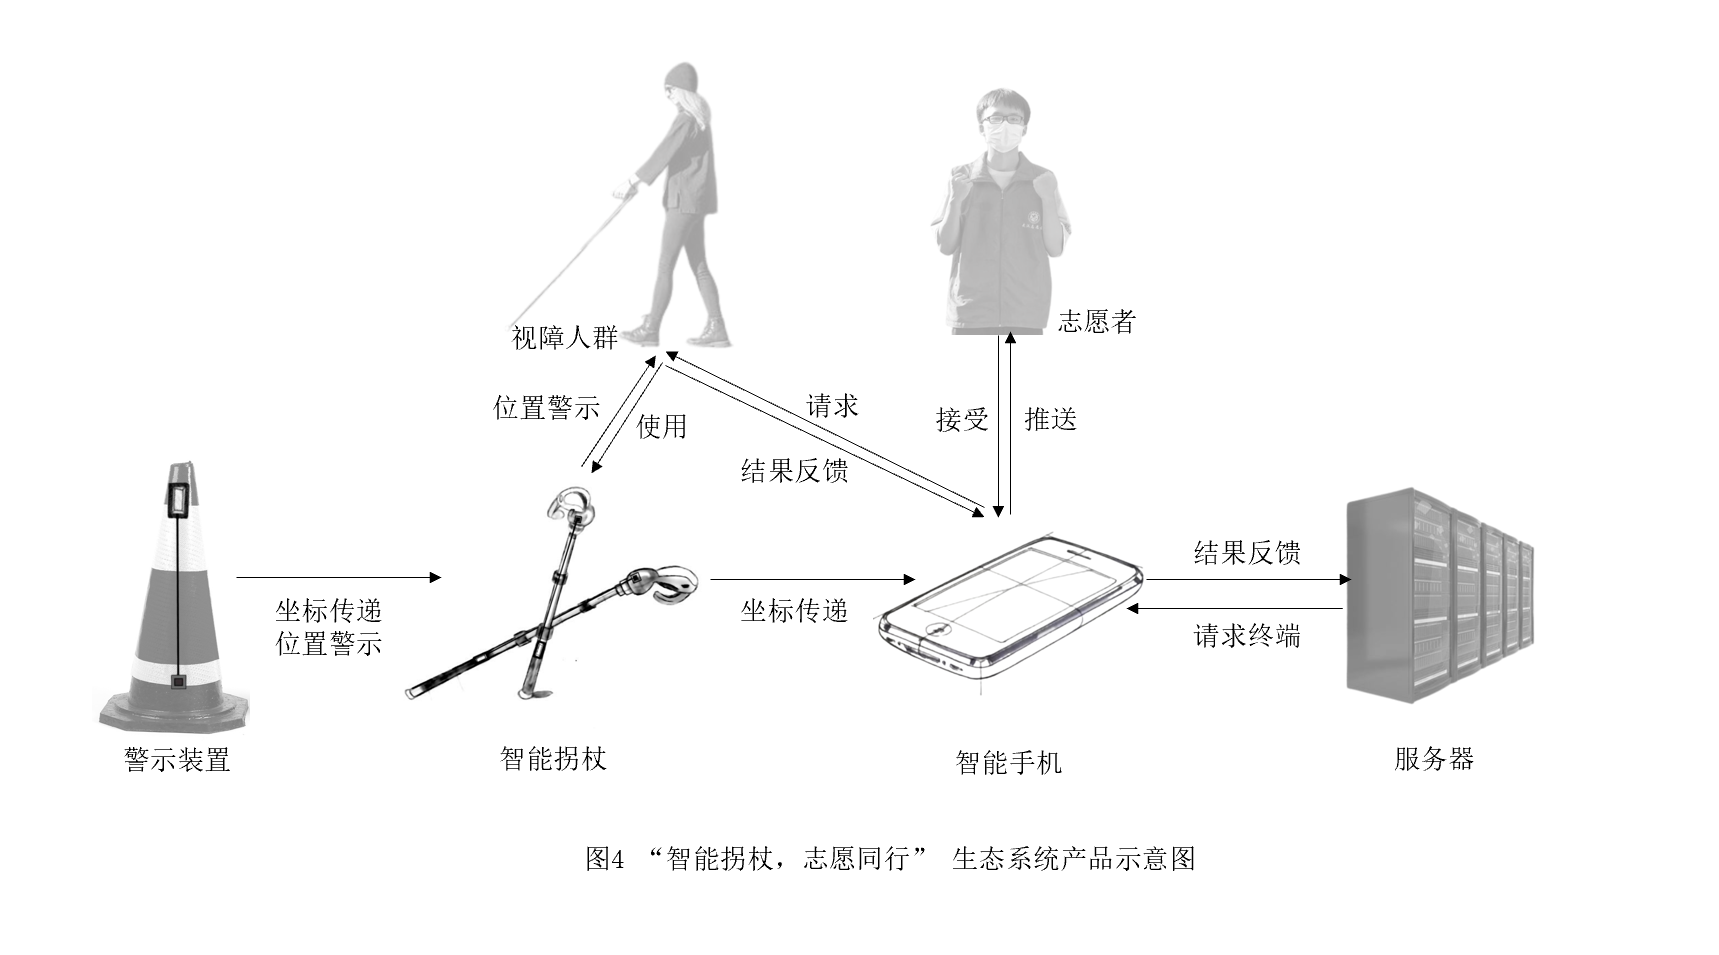 视障人群
志愿者
位置警示
使用
请求
结果反馈
接受
推送
坐标传递
位置警示
坐标传递
结果反馈
请求终端
警示装置
智能拐杖
智能手机
服务器
图4 “智能拐杖，志愿同行” 生态系统产品示意图